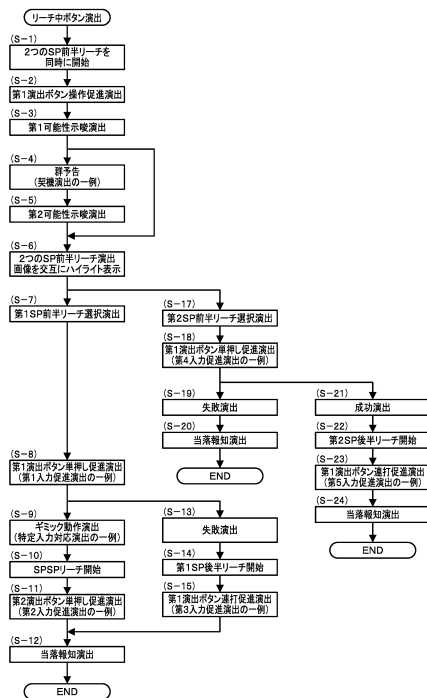 リーチ中ボタン演出
(S-1)
2つのSP前半リーチを
同時に開始
(S-2)
第1演出ボタン操作促進演出
(S-3)
第1可能性示唆演出
(S-4)
群予告
(契機演出の一例)
(S-5)
第2可能性示唆演出
(S-6)
2つのSP前半リーチ演出
画像を交互にハイライト表示
(S-7)
第1SP前半リーチ選択演出
(S-17)
第2SP前半リーチ選択演出
(S-18)
第1演出ボタン単押し促進演出
(第4入力促進演出の一例)
(S-19)
失敗演出
(S-20)
当落報知演出
END
(S-21)
成功演出
(S-22)
第2SP後半リーチ開始
(S-23)
第1演出ボタン連打促進演出
(第5入力促進演出の一例)
(S-24)
当落報知演出
END
(S-8)
第1演出ボタン単押し促進演出
(第1入力促進演出の一例)
(S-9)
ギミック動作演出
(特定入力対応演出の一例)
(S-10)
SPSPリーチ開始
(S-11)
第2演出ボタン単押し促進演出
(第2入力促進演出の一例)
(S-13)
失敗演出
(S-14)
第1SP後半リーチ開始
(S-15)
第1演出ボタン連打促進演出
(第3入力促進演出の一例)
(S-12)
当落報知演出
END